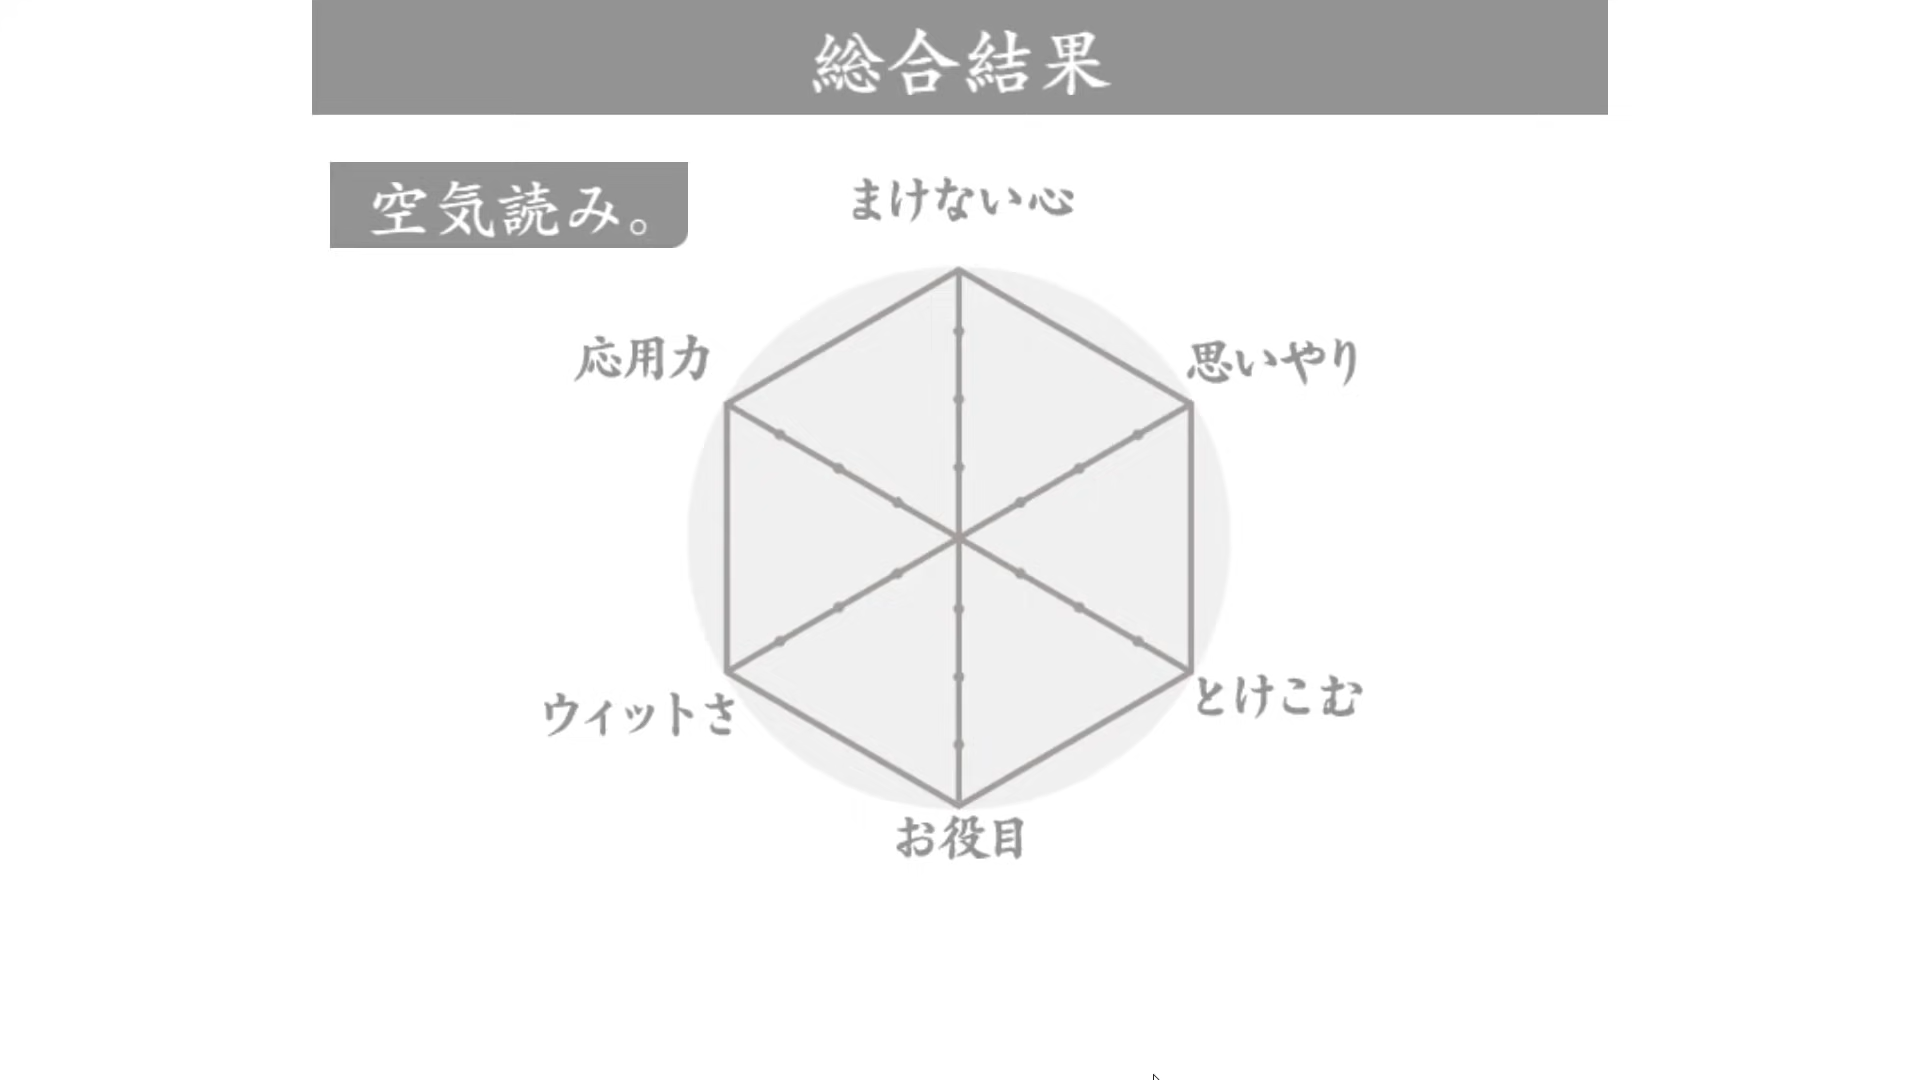 総合結果
空気読み。
まけない心
応用力
思いやり
ウィットさ
とけこむ
お役目